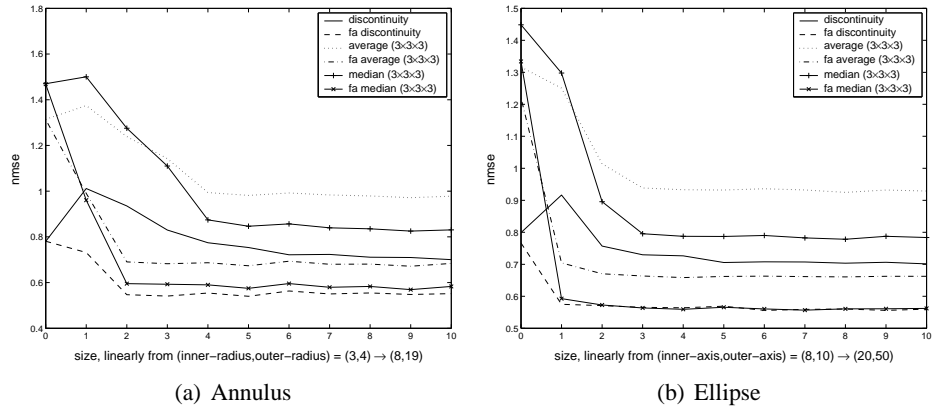 1.8
1.6
1.4
1.2
1
0.8
0.6
0.4
nmse
0 1 2 3 4 5 6 7 8 9 10
size, linearly from (inner-radius,outer-radius) = (3,4) → (8,19)
discontinuity
fa discontinuity
average (3×3×3)
fa average (3×3×3)
median (3×3×3)
fa median (3×3×3)
(a) Annulus
1.5
1.4
1.3
1.2
1.1
1
0.9
0.8
0.7
0.6
0.5
nmse
0 1 2 3 4 5 6 7 8 9 10
size, linearly from (inner-axis,outer-axis) = (8,10) → (20,50)
discontinuity
fa discontinuity
average (3×3×3)
fa average (3×3×3)
median (3×3×3)
fa median (3×3×3)
(b) Ellipse